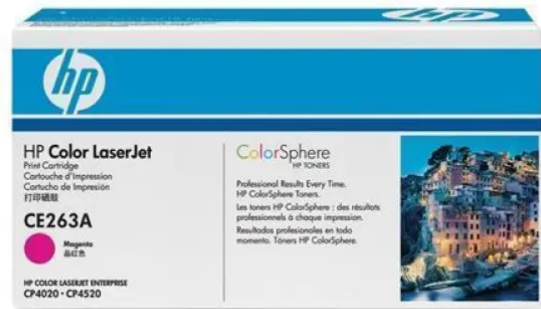 hp
HP Color LaserJet
Print Cartridge
Cartouche d'Impression
Cartucho de Impresión
打印硒鼓
CE263A
Magenta
品红色
HP COLOR LASERJET ENTERPRISE
CP4020 • CP4520
ColorSphere
HP TONERS
Professional Results Every Time.
HP ColorSphere Toners.
Les toners HP ColorSphere : des résultats
professionnels à chaque impression.
Resultados profesionales en todo
momento. Tóners HP ColorSphere.